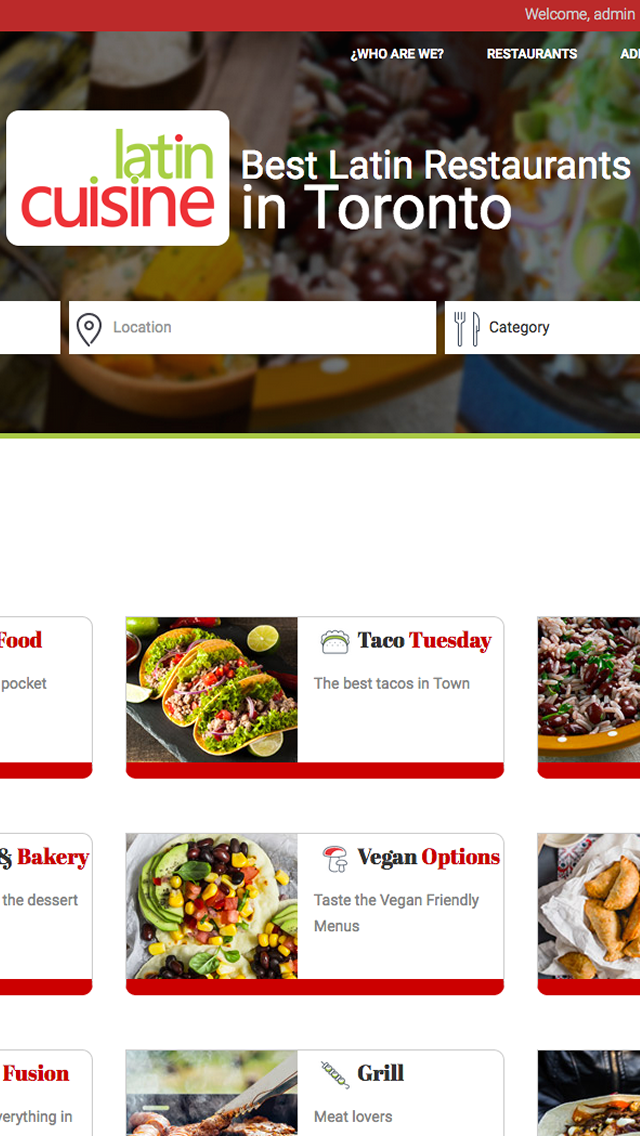 Welcome, admin
¿WHO ARE WE?
RESTAURANTS
latin
cuisine
Best Latin Restaurants
in Toronto
Location
Category
Food
pocket
Taco Tuesday
The best tacos in Town
& Bakery
the dessert
Vegan Options
Taste the Vegan Friendly
Menus
Fusion
everything in
Grill
Meat lovers